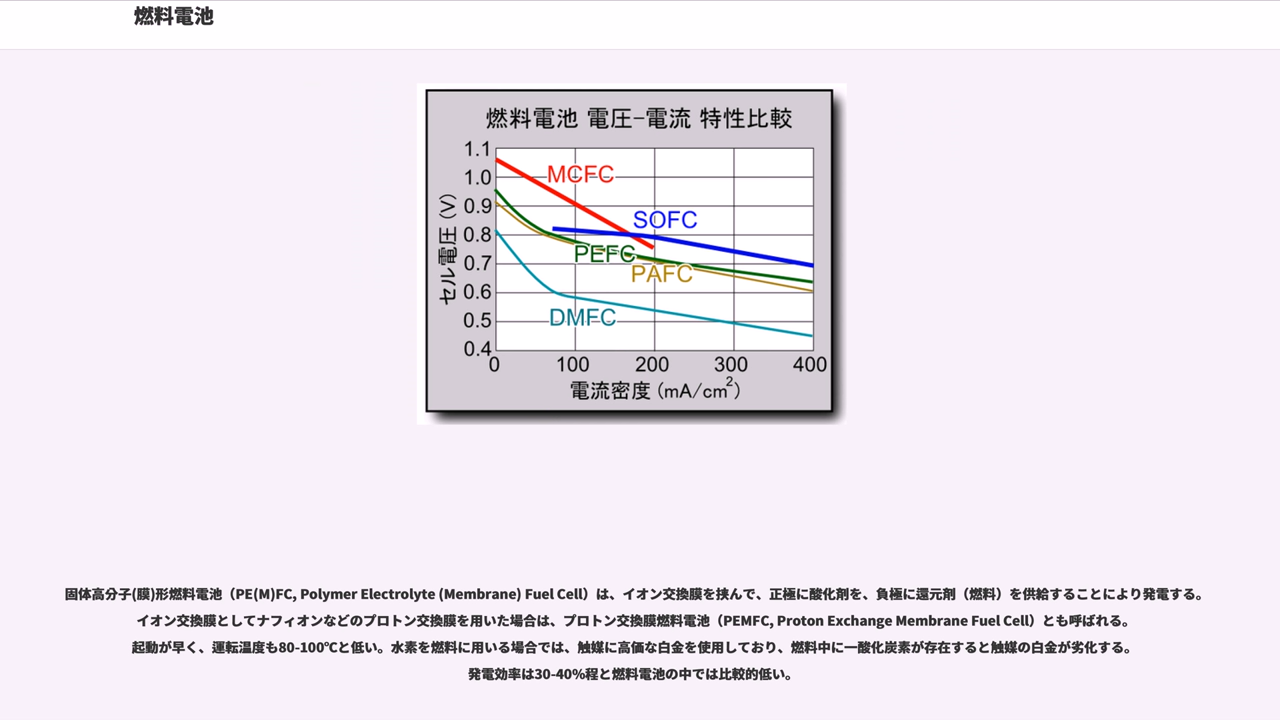 燃料電池
燃料電池 電圧-電流 特性比較
1.1
1.0
0.9
0.8
0.7
0.6
0.5
0.4
セル電圧 (V)
MCFC
SOFC
PEFC
PAFC
DMFC
0 100 200 300 400
電流密度 (mA/cm²)
固体高分子(膜)形燃料電池（PE(M)FC, Polymer Electrolyte (Membrane) Fuel Cell）は、イオン交換膜を挟んで、正極に酸化剤を、負極に還元剤（燃料）を供給することにより発電する。
イオン交換膜としてナフィオンなどのプロトン交換膜を用いた場合は、プロトン交換膜燃料電池（PEMFC, Proton Exchange Membrane Fuel Cell）とも呼ばれる。
起動が早く、運転温度も80-100℃と低い。水素を燃料に用いる場合では、触媒に高価な白金を使用しており、燃料中に一酸化炭素が存在すると触媒の白金が劣化する。
発電効率は30-40%程と燃料電池の中では比較的低い。